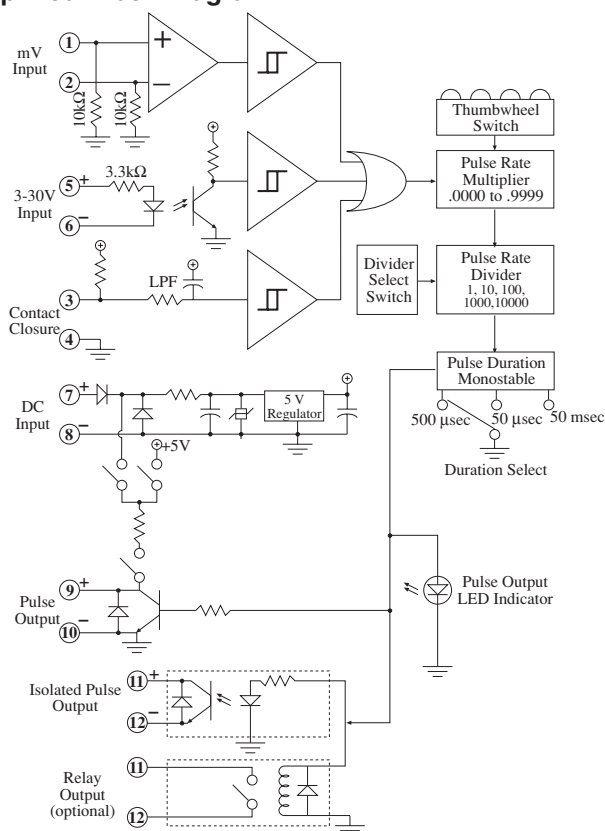 mV
Input
1
2
+
−
10kΩ
10kΩ
Thumbwheel
Switch
3-30V
Input
5
+
6
−
3.3kΩ
Pulse Rate
Multiplier
.0000 to .9999
Contact
Closure
3
4
LPF
Divider
Select
Switch
Pulse Rate
Divider
1, 10, 100,
1000,10000
Pulse Duration
Monostable
500 μsec
50 μsec
50 msec
Duration Select
DC
Input
7
+
8
−
5 V
Regulator
+5V
Pulse
Output
9
+
10
−
Pulse Output
LED Indicator
Isolated Pulse
Output
11
+
12
−
Relay
Output
(optional)
11
12